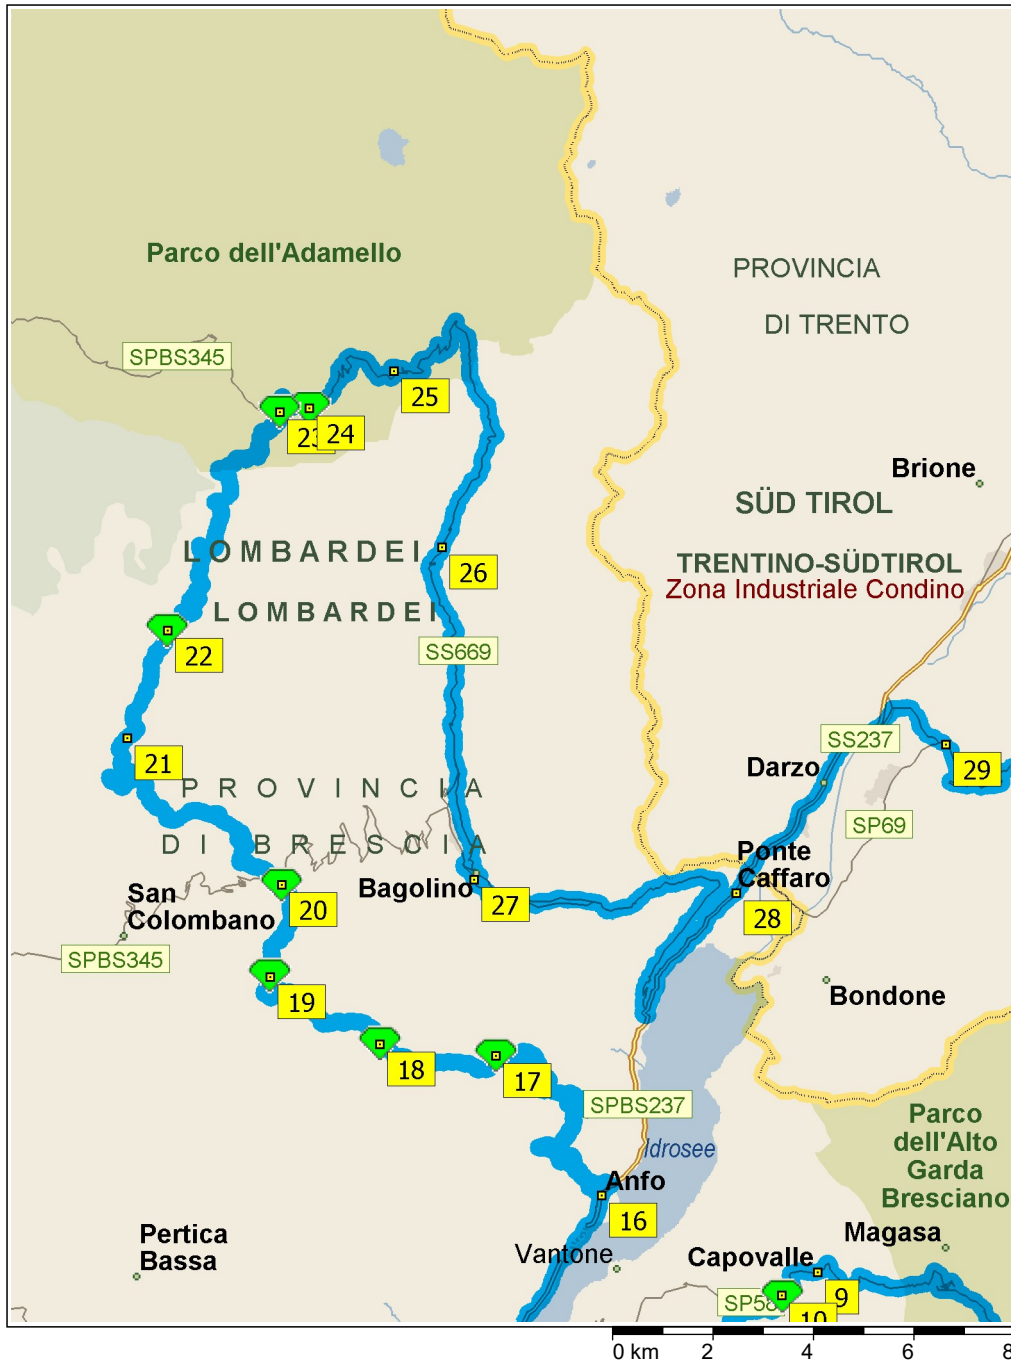 Parco dell'Adamello
PROVINCIA
DI TRENTO
SPBS345
25
23
24
Brione
SÜD TIROL
LOMBARDEI
TRENTINO-SÜDTIROL
26
Zona Industriale Condino
LOMBARDEI
SS669
22
SS237
21
Darzo
29
PROVINCIA
SP69
DI BRESCIA
Ponte
Caffaro
Bagolino
San
Colombano
20
27
28
SPBS345
Bondone
19
18
17
SPBS237
Parco
dell'Alto
Garda
Bresciano
Idrosee
Anfo
16
Pertica
Bassa
Vantone
Capovalle
Magasa
SP58
9
10
0 km 2 4 6 8